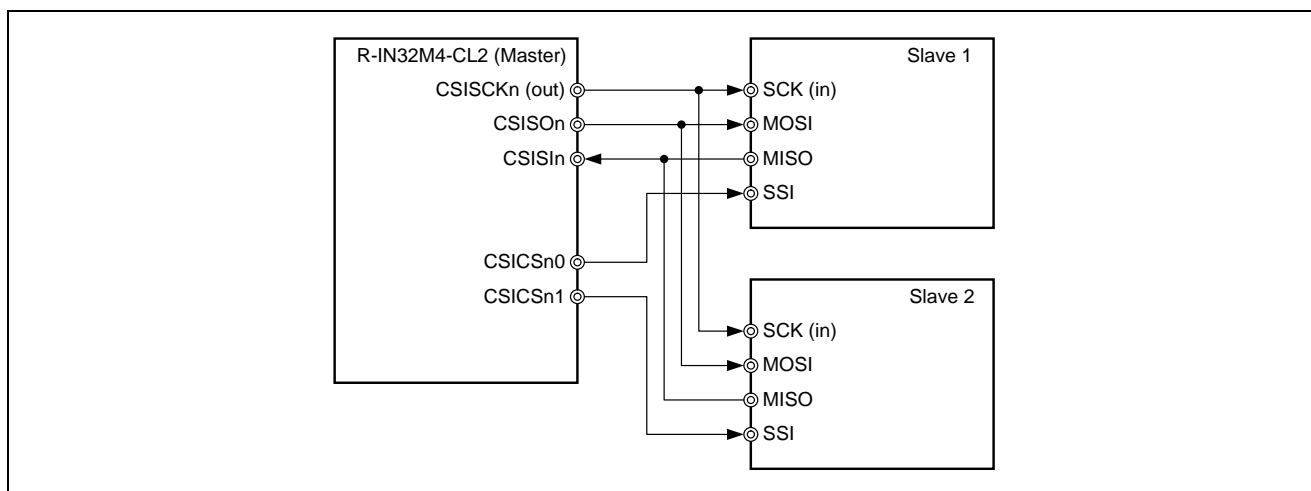 R-IN32M4-CL2 (Master)
CSISCKn (out)
CSISOn
CSISIn
CSICSn0
CSICSn1
Slave 1
SCK (in)
MOSI
MISO
SSI
Slave 2
SCK (in)
MOSI
MISO
SSI